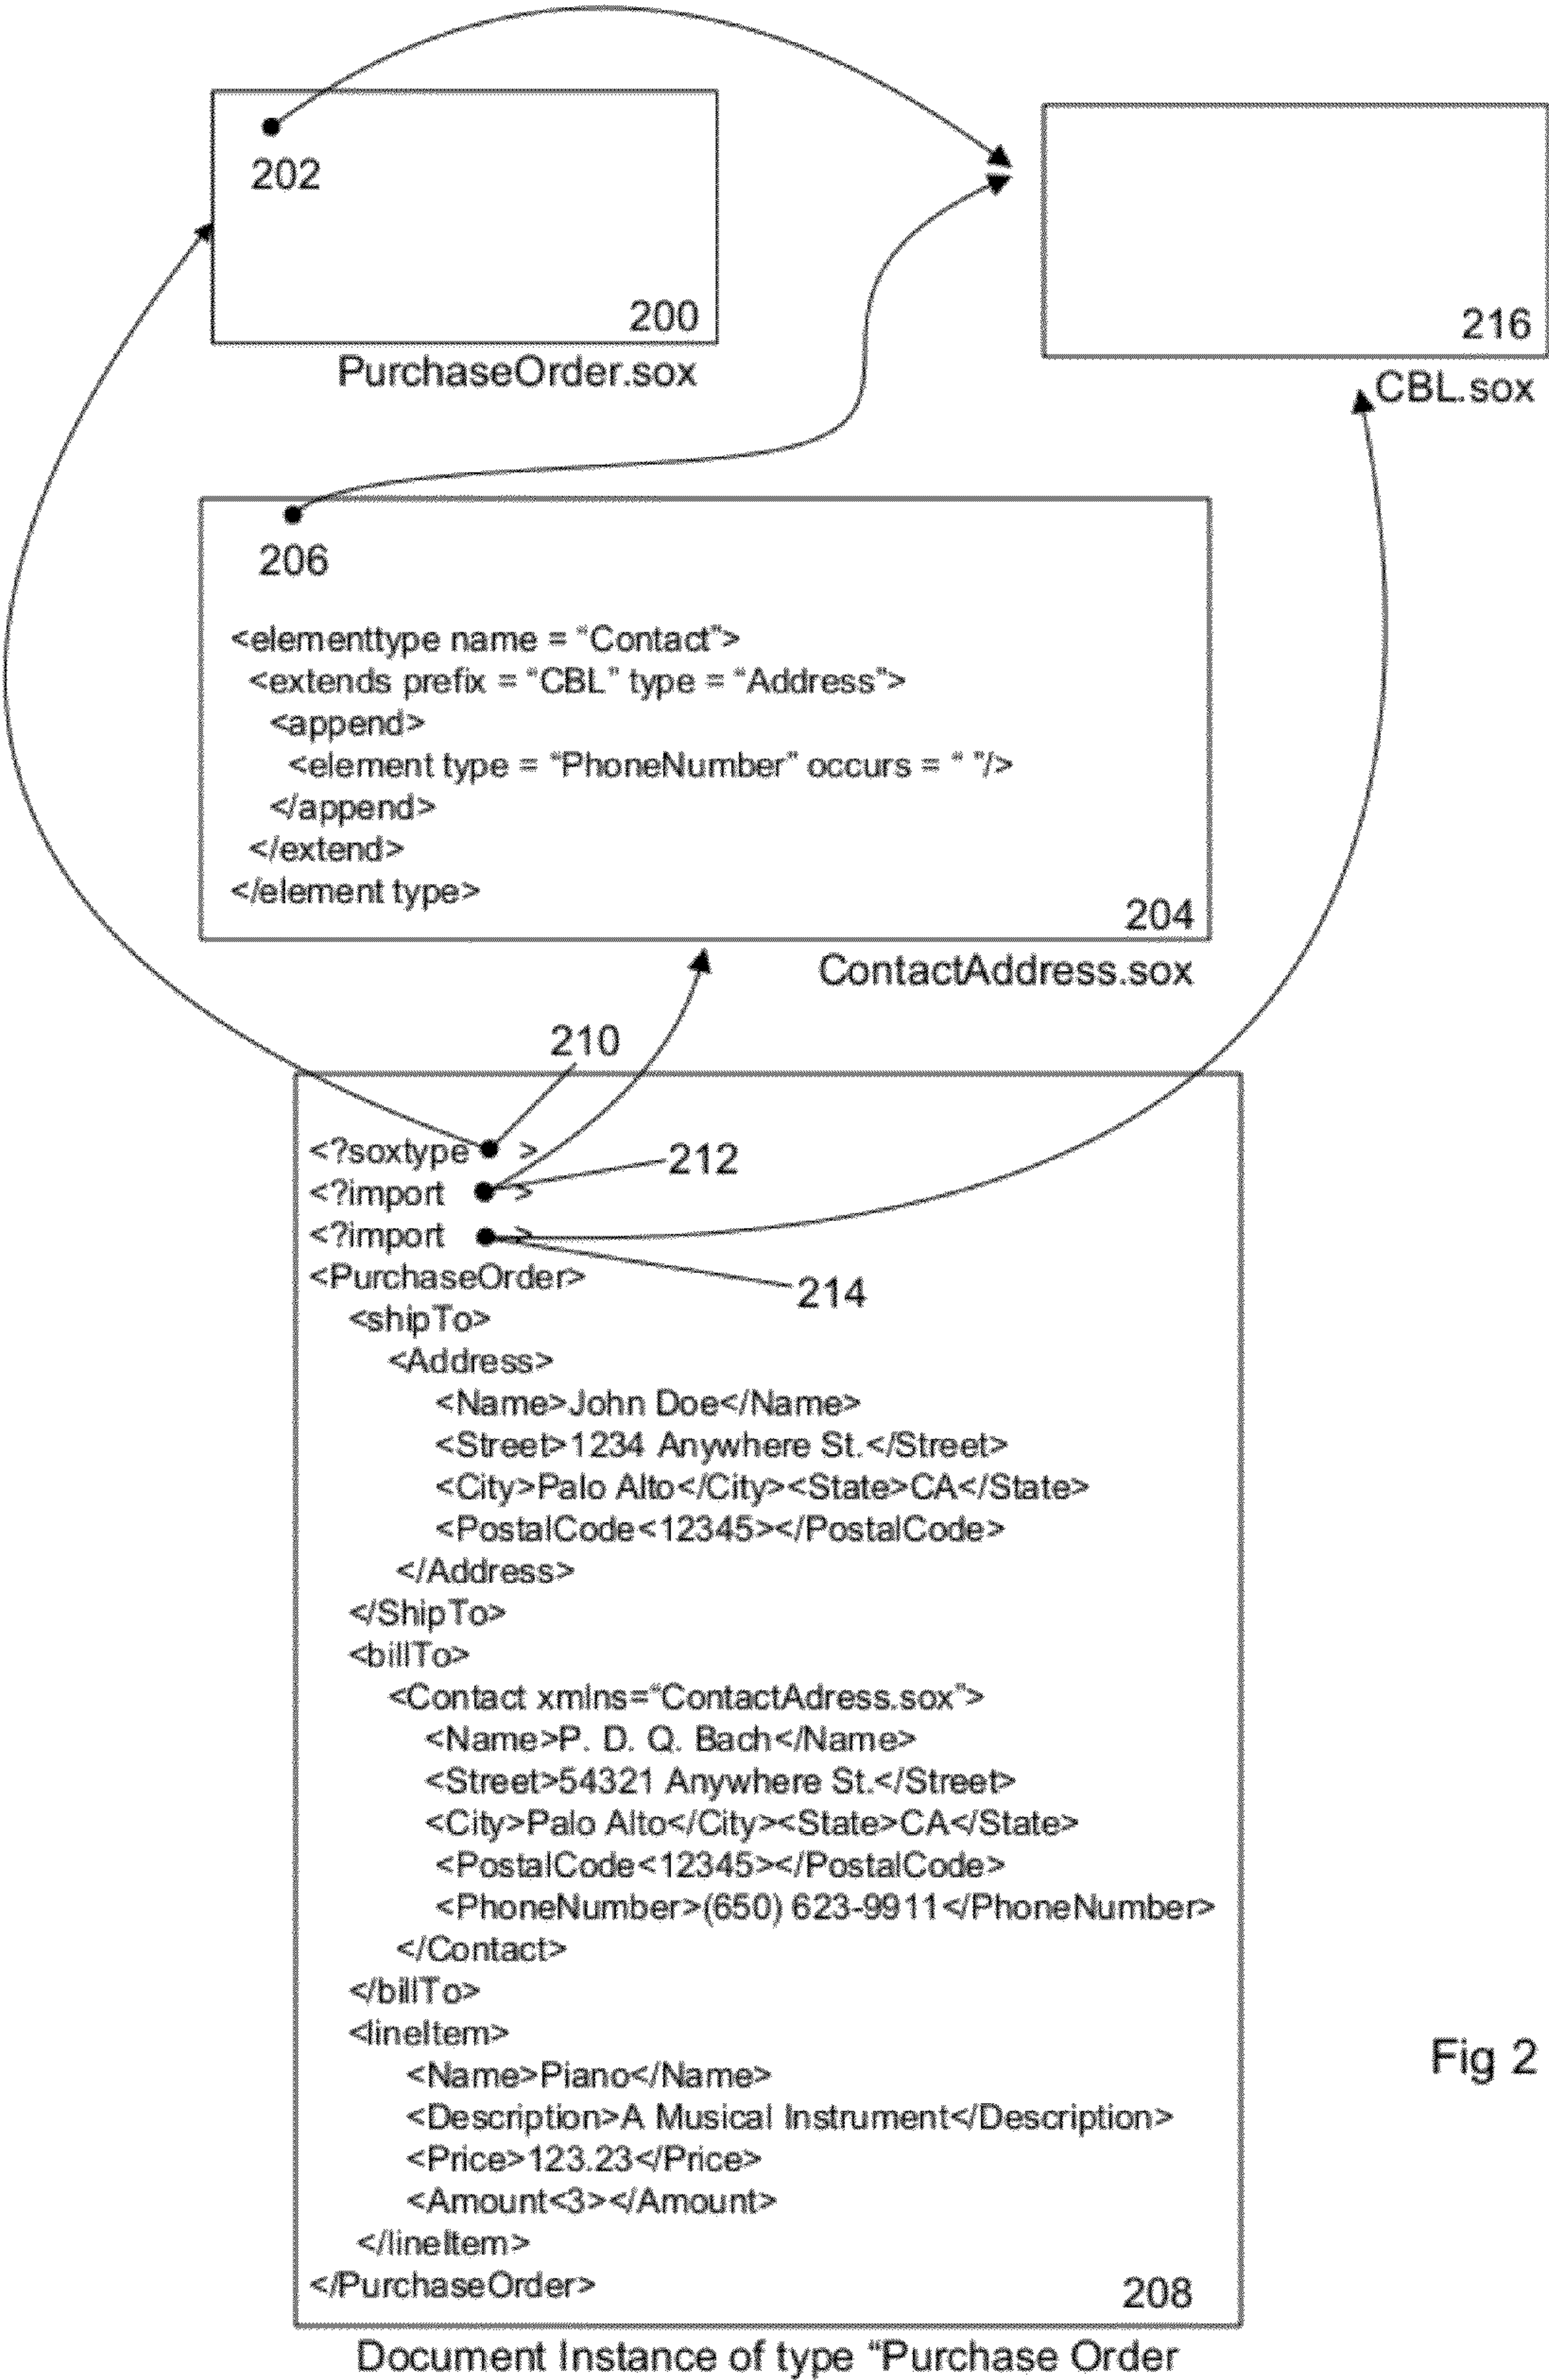 202
200
PurchaseOrder.sox
216
CBL.sox
206
<elementtype name = “Contact”>
<extends prefix = “CBL” type = “Address”>
<append>
<element type = “PhoneNumber” occurs = “ ”/>
</append>
</extend>
</element type>
204
ContactAddress.sox
210
<?soxtype >
212
<?import >
<?import >
<PurchaseOrder>
214
<shipTo>
<Address>
<Name>John Doe</Name>
<Street>1234 Anywhere St.</Street>
<City>Palo Alto</City><State>CA</State>
<PostalCode<12345></PostalCode>
</Address>
</ShipTo>
<billTo>
<Contact xmlns=“ContactAdress.sox”>
<Name>P. D. Q. Bach</Name>
<Street>54321 Anywhere St.</Street>
<City>Palo Alto</City><State>CA</State>
<PostalCode<12345></PostalCode>
<PhoneNumber>(650) 623-9911</PhoneNumber>
</Contact>
</billTo>
<lineItem>
<Name>Piano</Name>
<Description>A Musical Instrument</Description>
<Price>123.23</Price>
<Amount<3></Amount>
</lineItem>
</PurchaseOrder>
208
Document Instance of type “Purchase Order
Fig 2